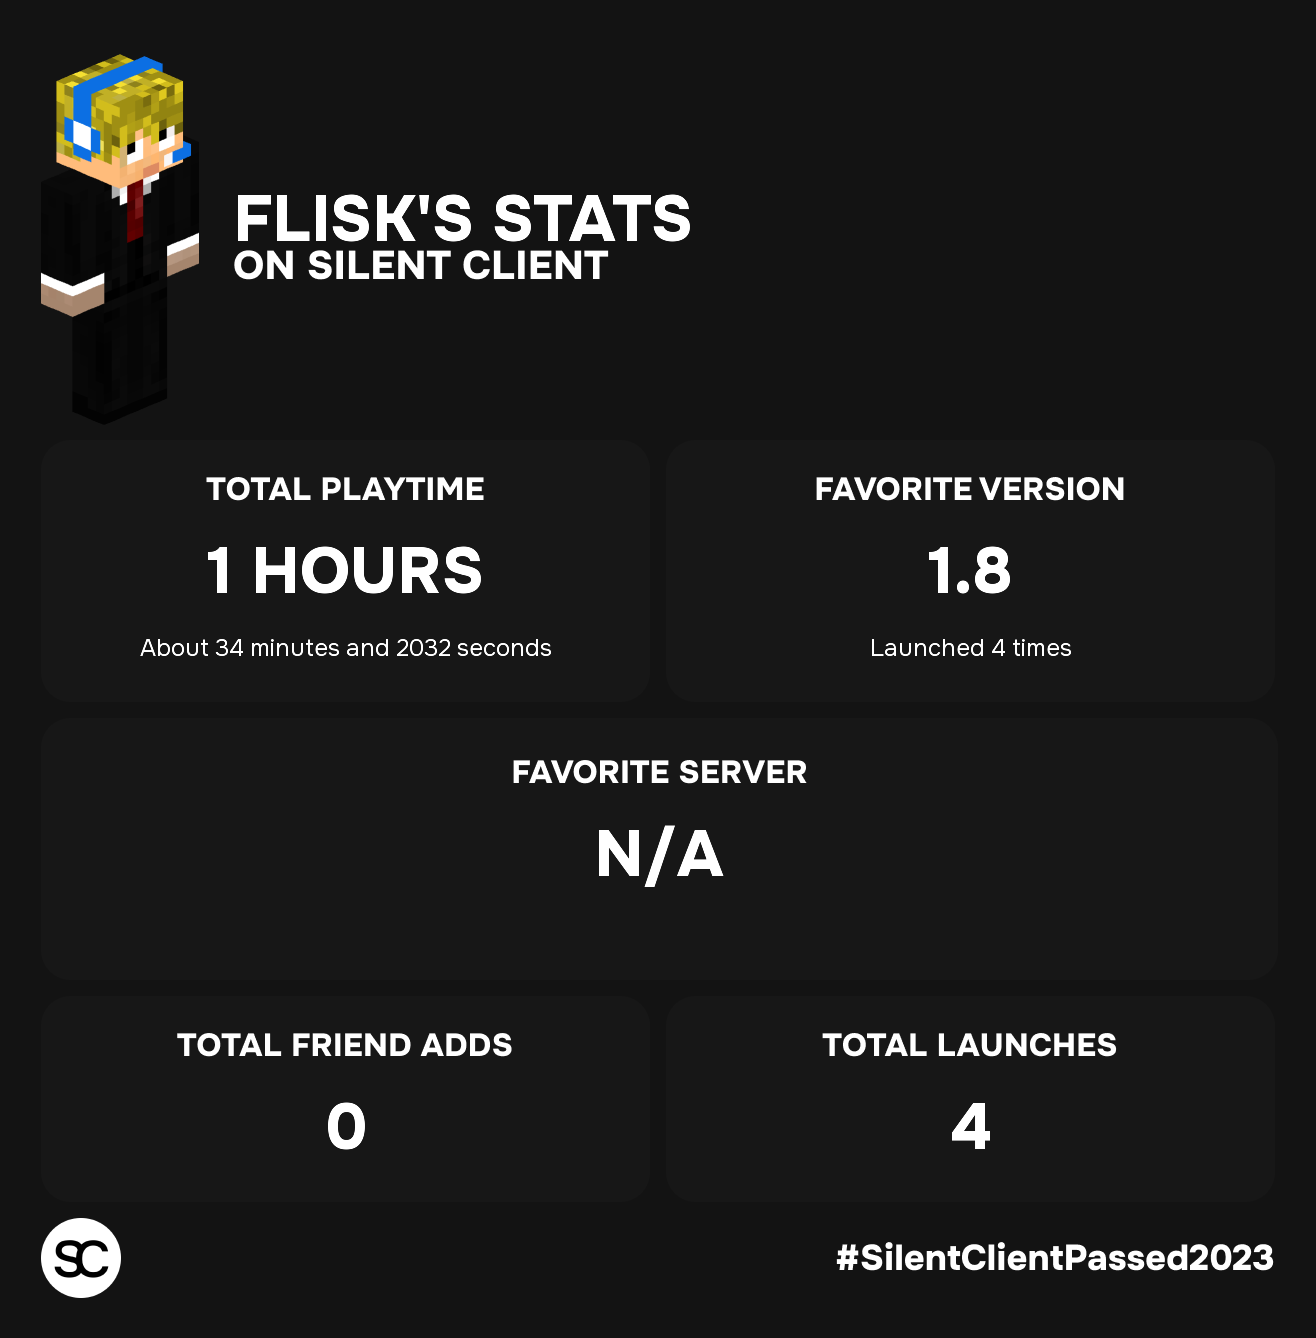 FLISK'S STATS
ON SILENT CLIENT
TOTAL PLAYTIME
1 HOURS
About 34 minutes and 2032 seconds
FAVORITE VERSION
1.8
Launched 4 times
FAVORITE SERVER
N/A
TOTAL FRIEND ADDS
0
TOTAL LAUNCHES
4
SC
#SilentClientPassed2023